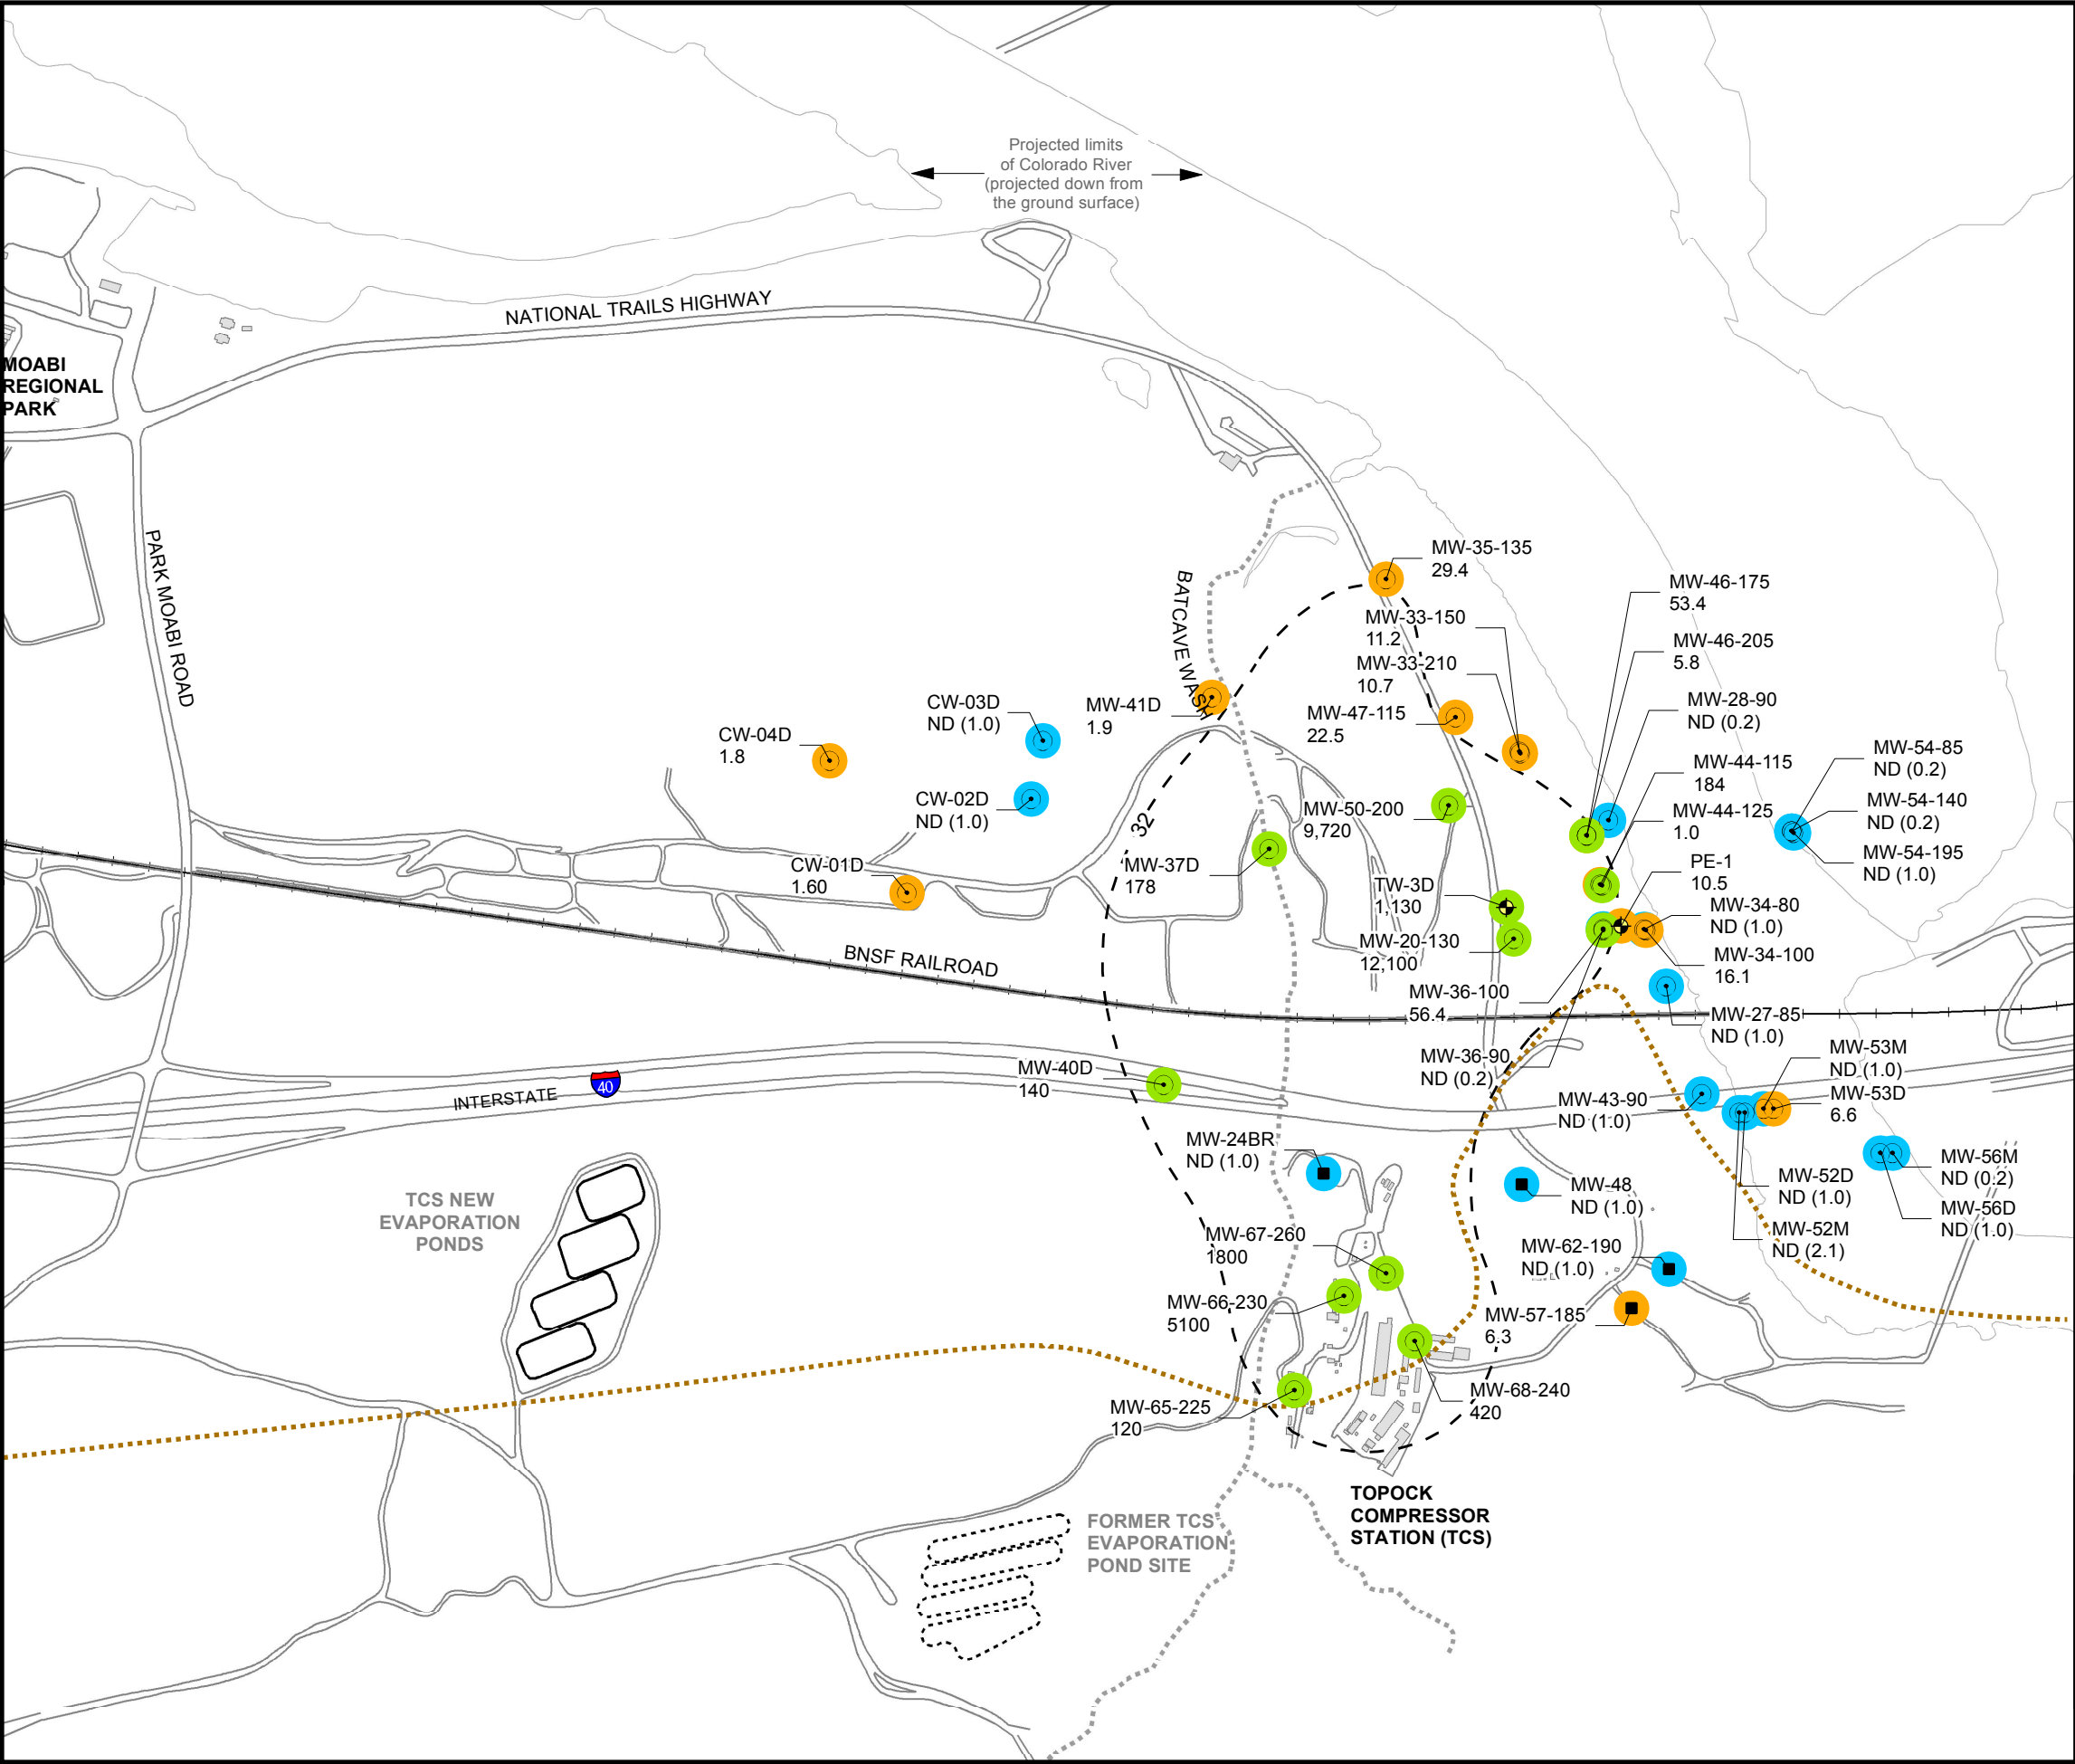 Projected limits
of Colorado River
(projected down from
the ground surface)
NATIONAL TRAILS HIGHWAY
MOABI
REGIONAL
PARK
PARK MOABI ROAD
BATCAVE WASH
MW-35-135
29.4
MW-46-175
53.4
MW-33-150
11.2
MW-46-205
5.8
MW-33-210
10.7
MW-28-90
ND (0.2)
CW-03D
ND (1.0)
MW-41D
1.9
MW-47-115
22.5
CW-04D
1.8
MW-44-115
184
MW-54-85
ND (0.2)
CW-02D
ND (1.0)
MW-50-200
9,720
MW-44-125
1.0
MW-54-140
ND (0.2)
32
CW-01D
1.60
MW-37D
178
PE-1
10.5
MW-54-195
ND (1.0)
TW-3D
1,130
MW-34-80
ND (1.0)
MW-20-130
12,100
MW-34-100
16.1
BNSF RAILROAD
MW-36-100
56.4
MW-27-85
ND (1.0)
MW-36-90
ND (0.2)
MW-53M
ND (1.0)
MW-40D
140
INTERSTATE
40
MW-43-90
ND (1.0)
MW-53D
6.6
MW-24BR
ND (1.0)
MW-56M
ND (0.2)
MW-48
ND (1.0)
MW-52D
ND (1.0)
MW-56D
ND (1.0)
MW-52M
ND (2.1)
TCS NEW
EVAPORATION
PONDS
MW-67-260
1800
MW-62-190
ND (1.0)
MW-66-230
5100
MW-57-185
6.3
MW-65-225
120
MW-68-240
420
TOPOCK
COMPRESSOR
STATION (TCS)
FORMER TCS
EVAPORATION
POND SITE